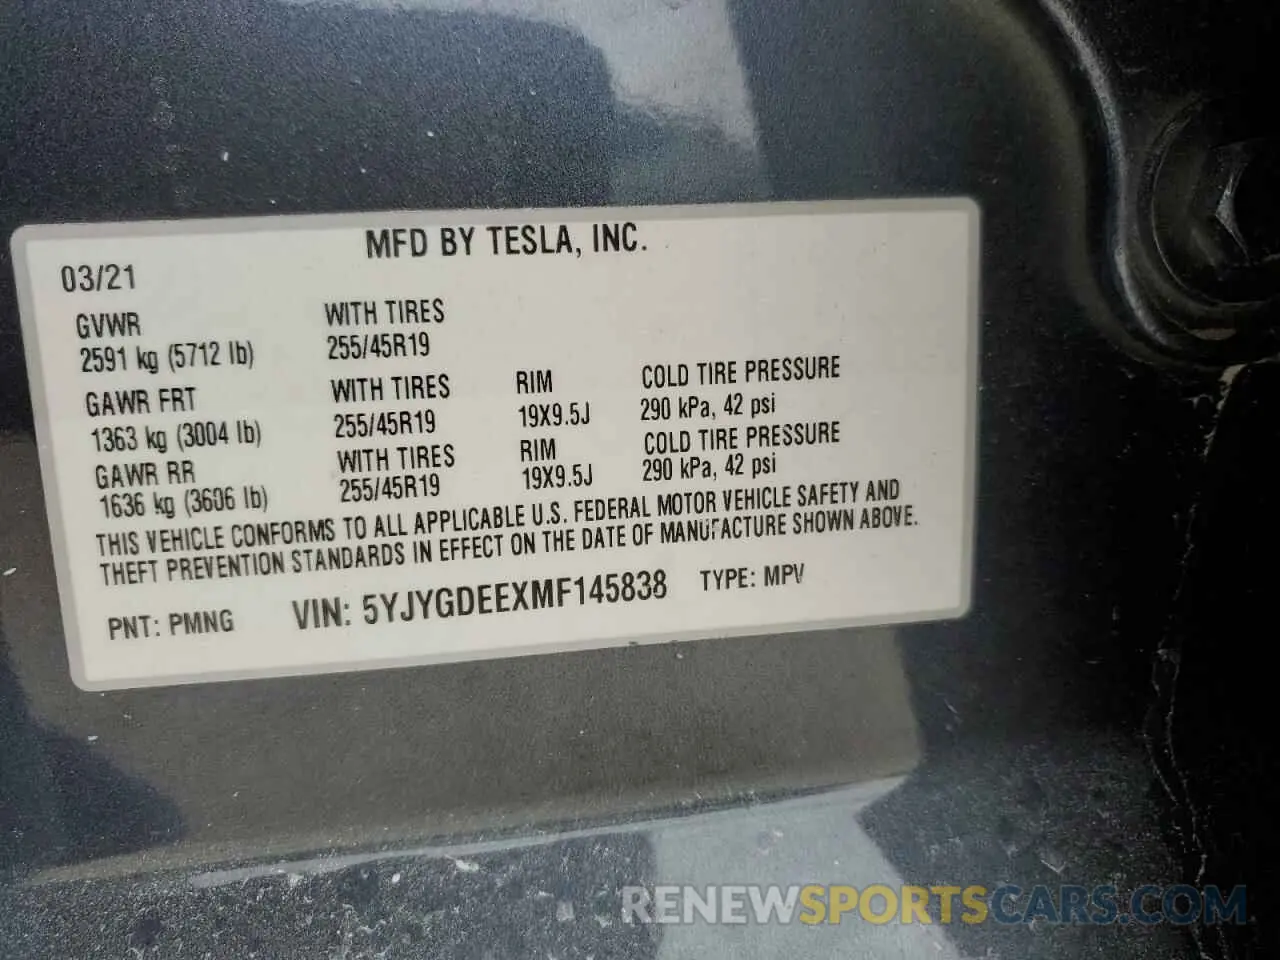 MFD BY TESLA, INC.
03/21
GVWR WITH TIRES
2591 kg (5712 lb) 255/45R19
GAWR FRT WITH TIRES RIM COLD TIRE PRESSURE
1363 kg (3004 lb) 255/45R19 19X9.5J 290 kPa, 42 psi
GAWR RR WITH TIRES RIM COLD TIRE PRESSURE
1636 kg (3606 lb) 255/45R19 19X9.5J 290 kPa, 42 psi
THIS VEHICLE CONFORMS TO ALL APPLICABLE U.S. FEDERAL MOTOR VEHICLE SAFETY AND
THEFT PREVENTION STANDARDS IN EFFECT ON THE DATE OF MANUFACTURE SHOWN ABOVE.
PNT: PMNG VIN: 5YJYGDEEXMF145838 TYPE: MPV
RENEWSPORTSCARS.COM